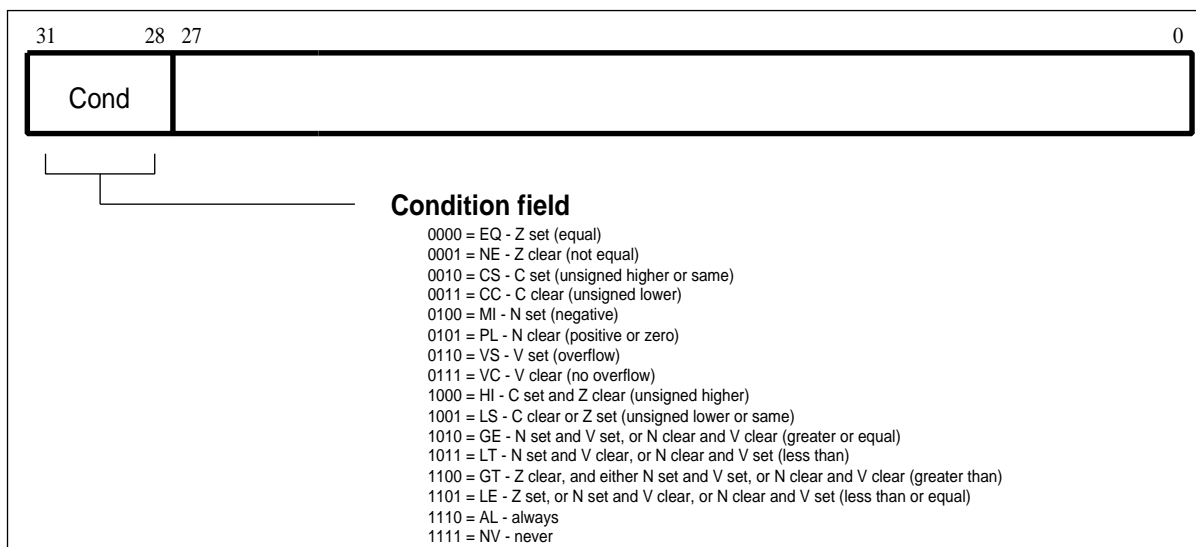 31 28 27 0
Cond
Condition field
0000 = EQ - Z set (equal)
0001 = NE - Z clear (not equal)
0010 = CS - C set (unsigned higher or same)
0011 = CC - C clear (unsigned lower)
0100 = MI - N set (negative)
0101 = PL - N clear (positive or zero)
0110 = VS - V set (overflow)
0111 = VC - V clear (no overflow)
1000 = HI - C set and Z clear (unsigned higher)
1001 = LS - C clear or Z set (unsigned lower or same)
1010 = GE - N set and V set, or N clear and V clear (greater or equal)
1011 = LT - N set and V clear, or N clear and V set (less than)
1100 = GT - Z clear, and either N set and V set, or N clear and V clear (greater than)
1101 = LE - Z set, or N set and V clear, or N clear and V set (less than or equal)
1110 = AL - always
1111 = NV - never